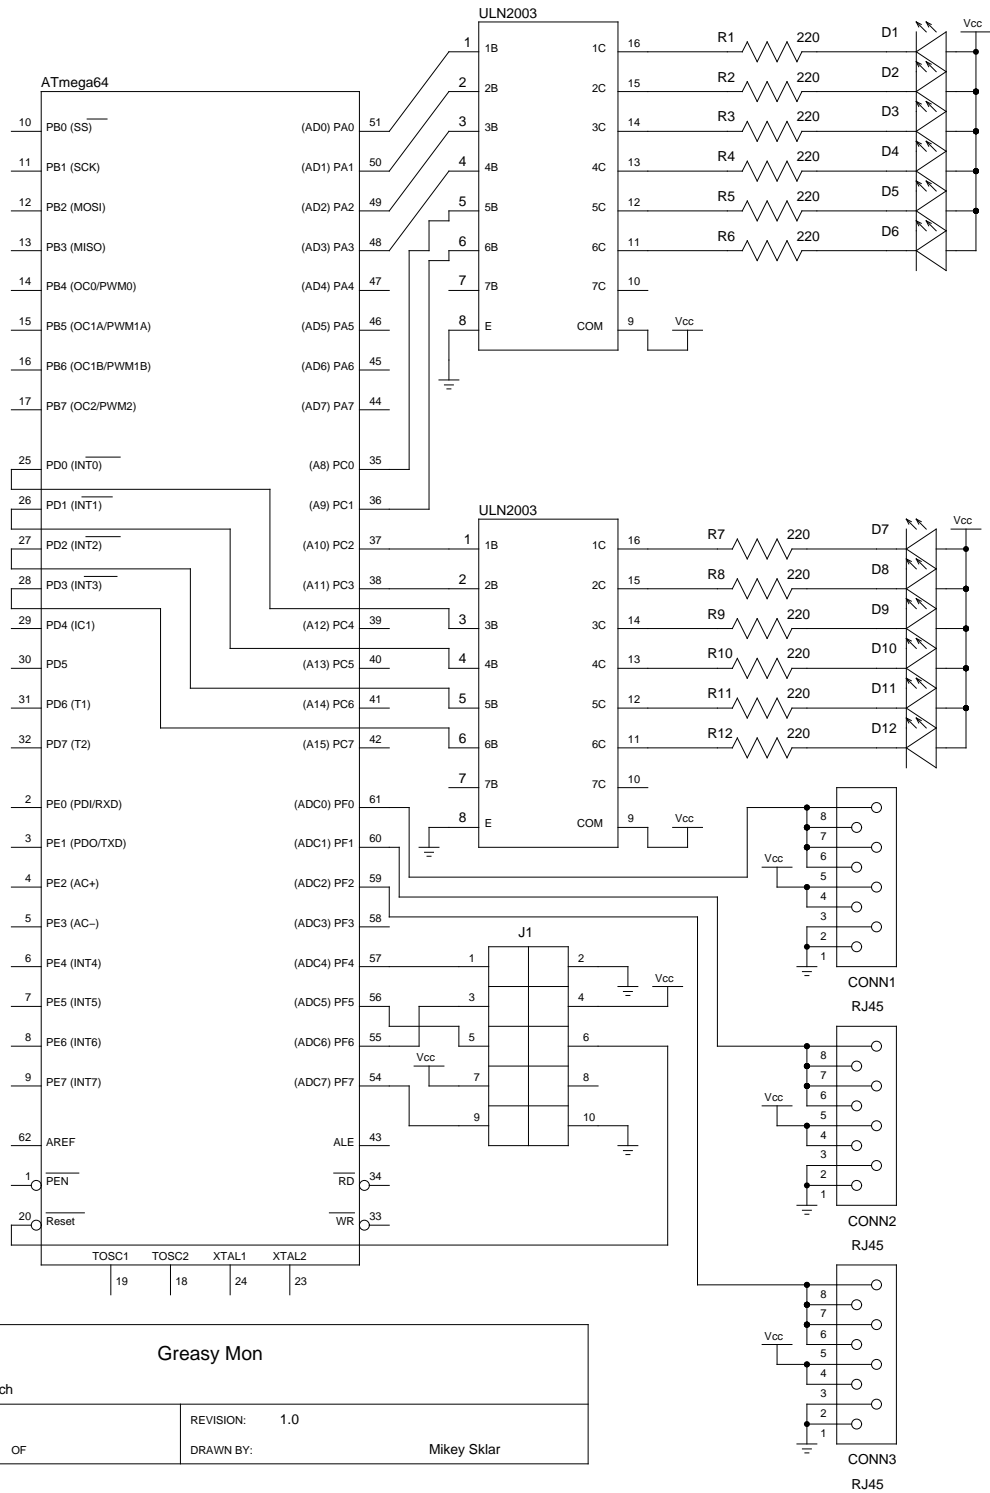 ULN2003
1 1B 1C 16 R1 220 D1 Vcc
2 2B 2C 15 R2 220 D2
3 3B 3C 14 R3 220 D3
4 4B 4C 13 R4 220 D4
5 5B 5C 12 R5 220 D5
6 6B 6C 11 R6 220 D6
7 7B 7C 10
8 E COM 9 Vcc
ATmega64
10 PB0 (SS) (AD0) PA0 51
11 PB1 (SCK) (AD1) PA1 50
12 PB2 (MOSI) (AD2) PA2 49
13 PB3 (MISO) (AD3) PA3 48
14 PB4 (OC0/PWM0) (AD4) PA4 47
15 PB5 (OC1A/PWM1A) (AD5) PA5 46
16 PB6 (OC1B/PWM1B) (AD6) PA6 45
17 PB7 (OC2/PWM2) (AD7) PA7 44
25 PD0 (INT0) (A8) PC0 35
26 PD1 (INT1) (A9) PC1 36
27 PD2 (INT2) (A10) PC2 37
28 PD3 (INT3) (A11) PC3 38
29 PD4 (IC1) (A12) PC4 39
30 PD5 (A13) PC5 40
31 PD6 (T1) (A14) PC6 41
32 PD7 (T2) (A15) PC7 42
2 PE0 (PDI/RXD) (ADC0) PF0 61
3 PE1 (PDO/TXD) (ADC1) PF1 60
4 PE2 (AC+) (ADC2) PF2 59
5 PE3 (AC−) (ADC3) PF3 58
6 PE4 (INT4) (ADC4) PF4 57
7 PE5 (INT5) (ADC5) PF5 56
8 PE6 (INT6) (ADC6) PF6 55
9 PE7 (INT7) (ADC7) PF7 54
62 AREF ALE 43
1 PEN RD 34
20 Reset WR 33
TOSC1 TOSC2 XTAL1 XTAL2
19 18 24 23
ULN2003
1 1B 1C 16 R7 220 D7 Vcc
2 2B 2C 15 R8 220 D8
3 3B 3C 14 R9 220 D9
4 4B 4C 13 R10 220 D10
5 5B 5C 12 R11 220 D11
6 6B 6C 11 R12 220 D12
7 7B 7C 10
8 E COM 9 Vcc
J1
1 2
3 4 Vcc
5 6
Vcc 7 8
9 10
8
7
6
Vcc 5
4
3
2
1
CONN1
RJ45
8
7
6
Vcc 5
4
3
2
1
CONN2
RJ45
8
7
6
Vcc 5
4
3
2
1
CONN3
RJ45
Greasy Mon
ch
REVISION: 1.0
OF DRAWN BY: Mikey Sklar